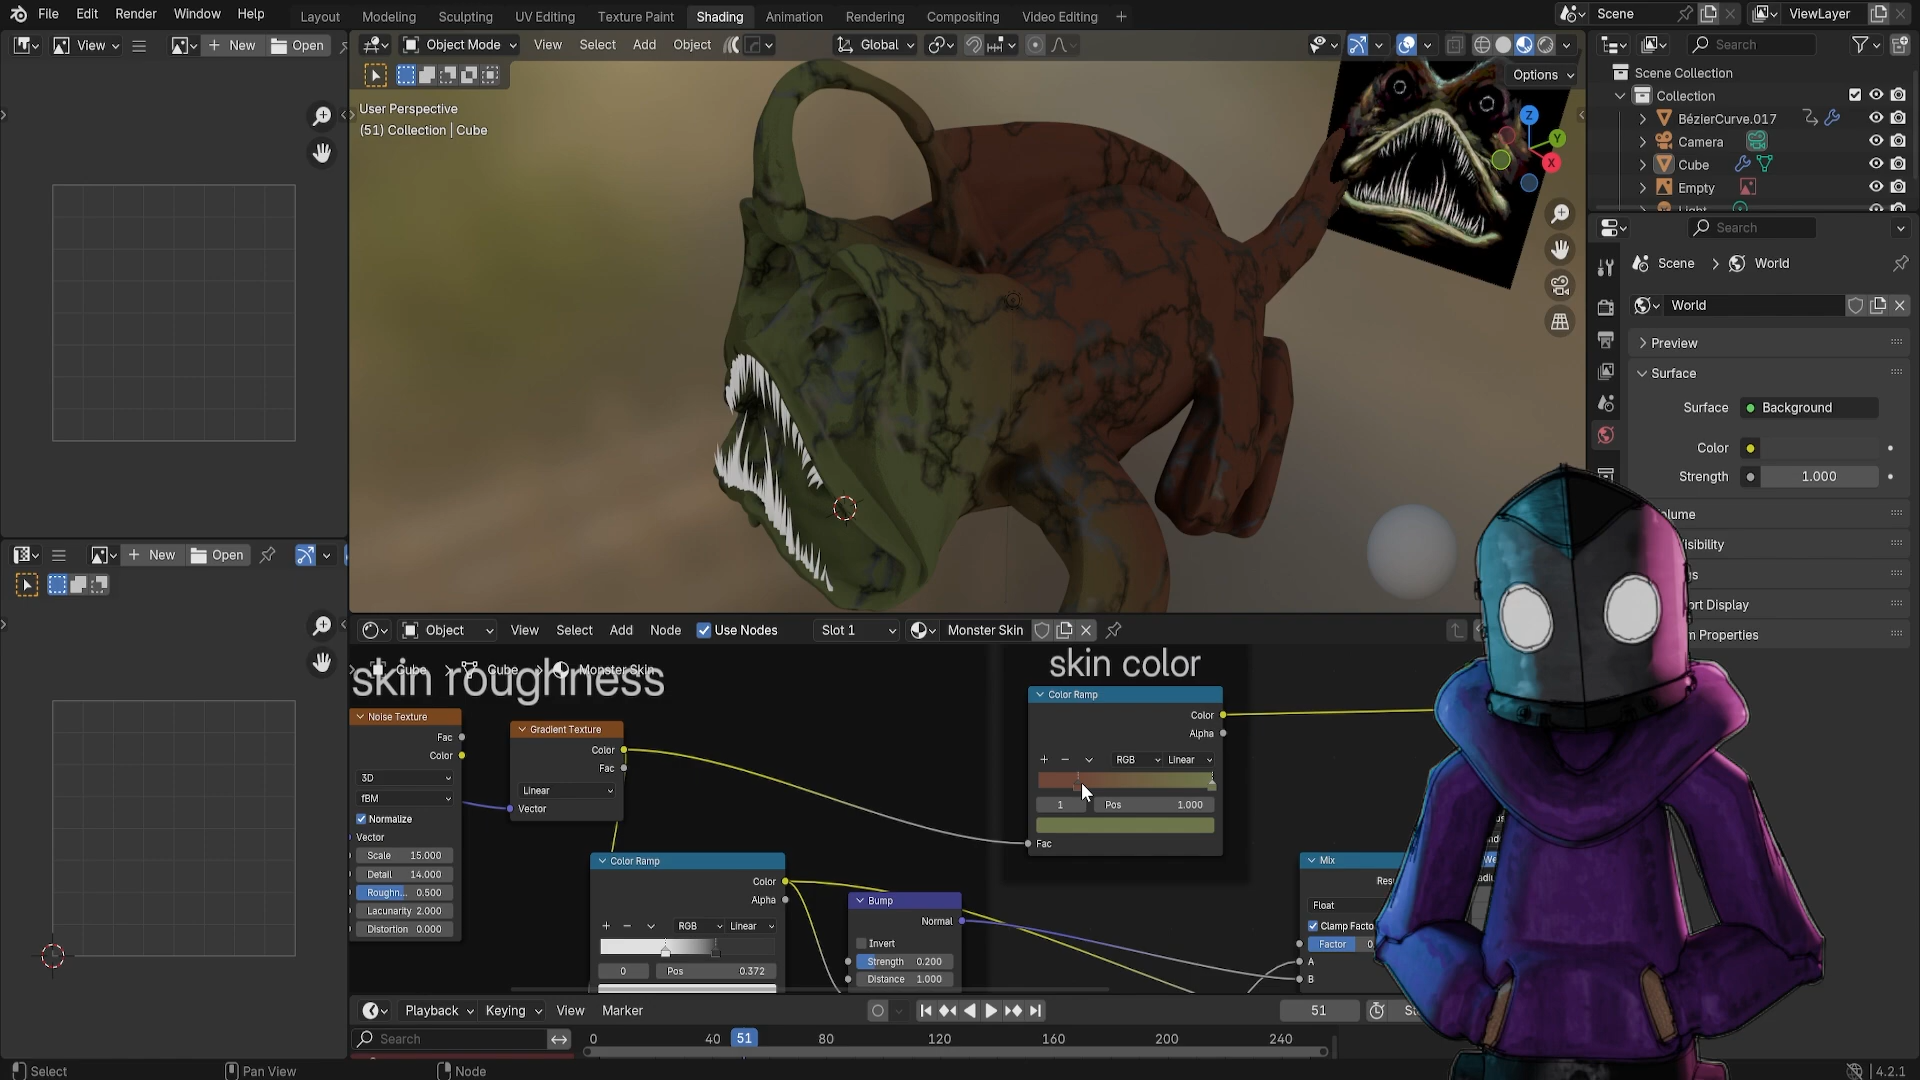 File Edit Render Window Help
Layout Modeling Sculpting UV Editing Texture Paint Shading Animation Rendering Compositing Video Editing
Scene
ViewLayer
View New Open
Object Mode View Select Add Object Global
Search
Options
Scene Collection
Collection
BézierCurve.017
Camera
Cube
Empty
User Perspective
(51) Collection | Cube
Z
Y
X
Search
Scene World
World
Preview
Surface
Surface Background
Color
Strength 1.000
New Open
Object View Select Add Node Use Nodes Slot 1 Monster Skin
Cube Cube Monster Skin
skin roughness
skin color
Noise Texture
Fac
Color
3D
fBM
Normalize
Vector
Scale 15.000
Detail 14.000
Roughn... 0.500
Lacunarity 2.000
Distortion 0.000
Gradient Texture
Color
Fac
Linear
Vector
Color Ramp
Color
Alpha
RGB Linear
1 Pos 1.000
Fac
Color Ramp
Color
Alpha
RGB Linear
0 Pos 0.372
Bump
Normal
Invert
Strength 0.200
Distance 1.000
Mix
Float
A
B
Playback Keying View Marker
51
Search
0 40 51 80 120 160 200 240
Select Pan View Node
4.2.1